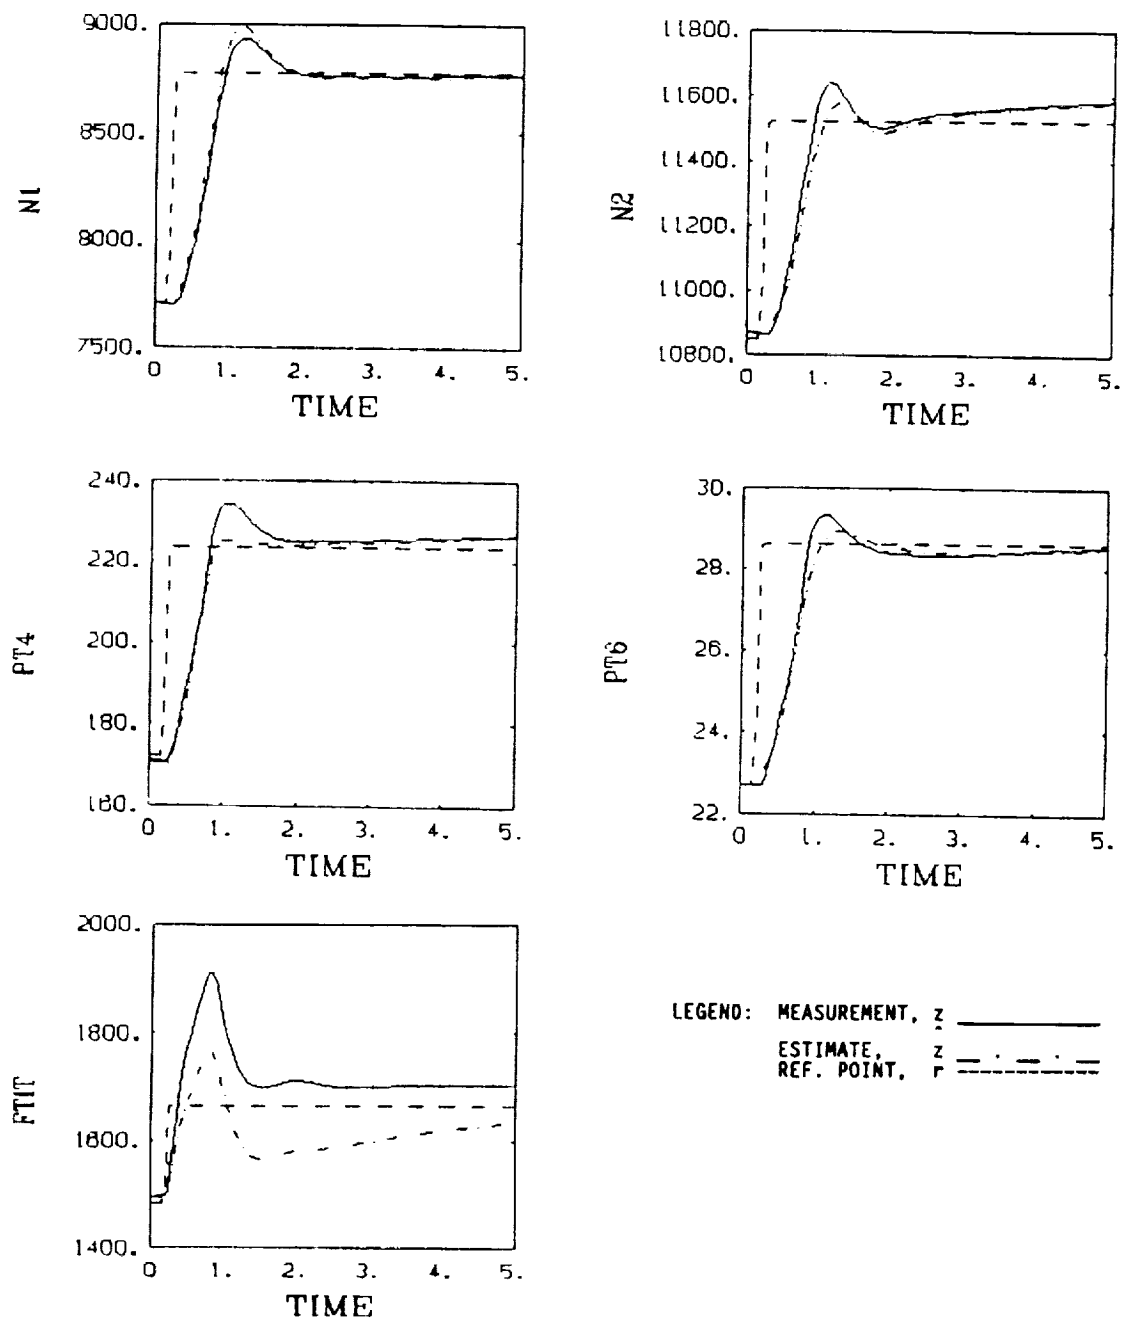 9000.
8500.
8000.
7500.
N1
0 1. 2. 3. 4. 5.
TIME
11800.
11600.
11400.
11200.
11000.
10800.
N2
0 1. 2. 3. 4. 5.
TIME
240.
220.
200.
180.
160.
PT4
0 1. 2. 3. 4. 5.
TIME
30.
28.
26.
24.
22.
PT6
0 1. 2. 3. 4. 5.
TIME
2000.
1800.
1600.
1400.
FTIT
0 1. 2. 3. 4. 5.
TIME
LEGEND: MEASUREMENT, z
ESTIMATE, ẑ
REF. POINT, r